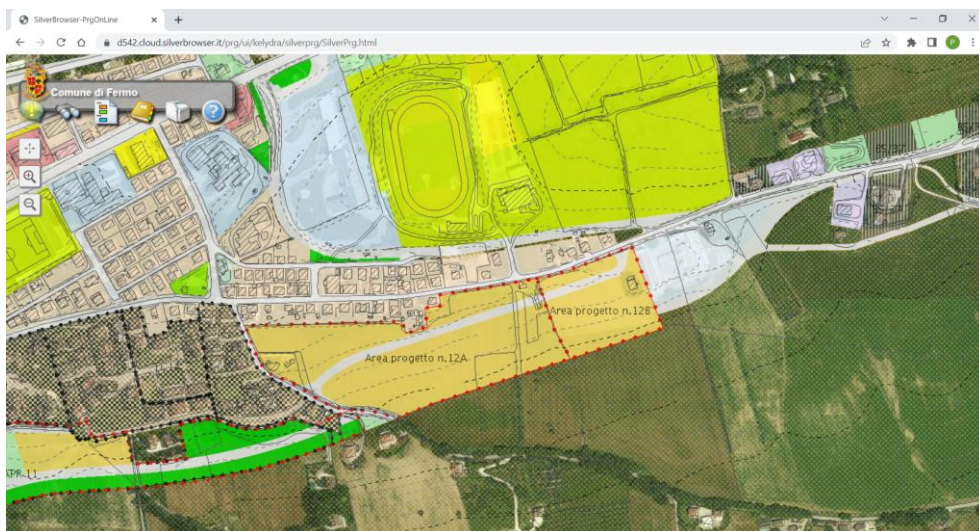 SilverBrowser-PrgOnLine
d542.cloud.silverbrowser.it/prg/ui/kelydra/silverprg/SilverPrg.html
P
Comune di Fermo
Area progetto n.12B
Area progetto n.12A